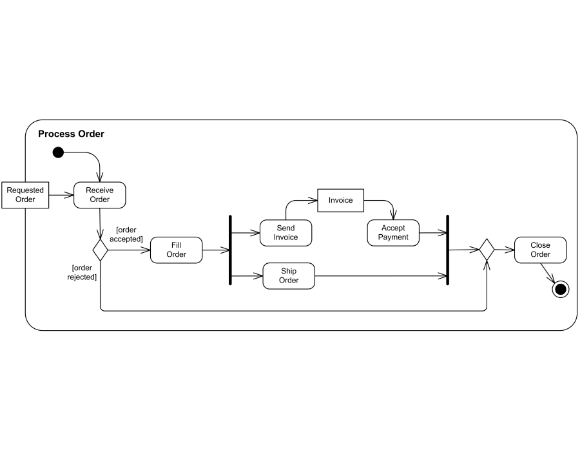 Process Order
Requested
Order
Receive
Order
[order
accepted]
[order
rejected]
Fill
Order
Send
Invoice
Invoice
Accept
Payment
Ship
Order
Close
Order